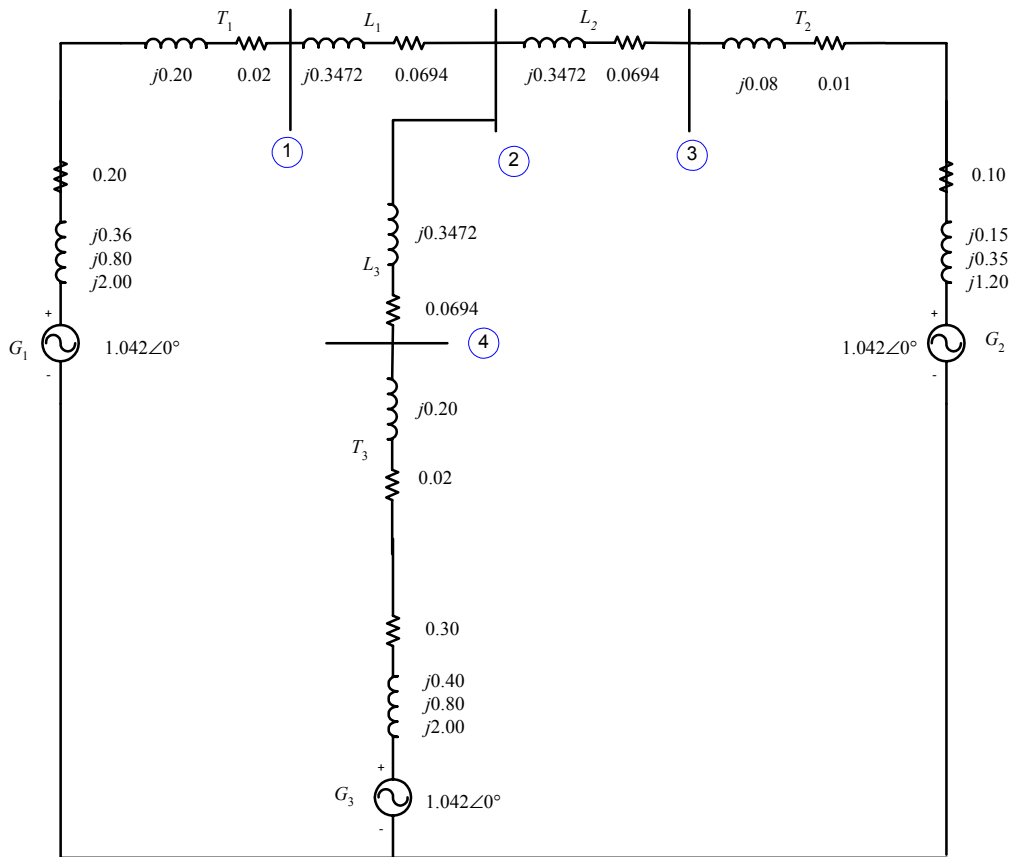 T1 L1 L2 T2
j0.20 0.02 j0.3472 0.0694 j0.3472 0.0694 j0.08 0.01
1 2 3
0.20 0.10
j0.36
j0.80
j2.00
j0.3472
L3
j0.15
j0.35
j1.20
0.0694
+
G1 1.042∠0°
-
4
+
1.042∠0° G2
-
j0.20
T3
0.02
0.30
j0.40
j0.80
j2.00
+
G3 1.042∠0°
-